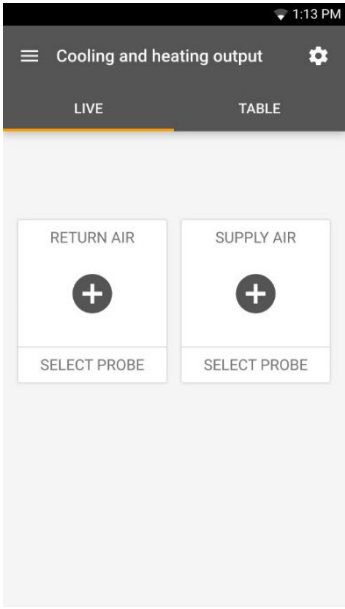 1:13 PM
Cooling and heating output
LIVE TABLE
RETURN AIR SUPPLY AIR
SELECT PROBE SELECT PROBE